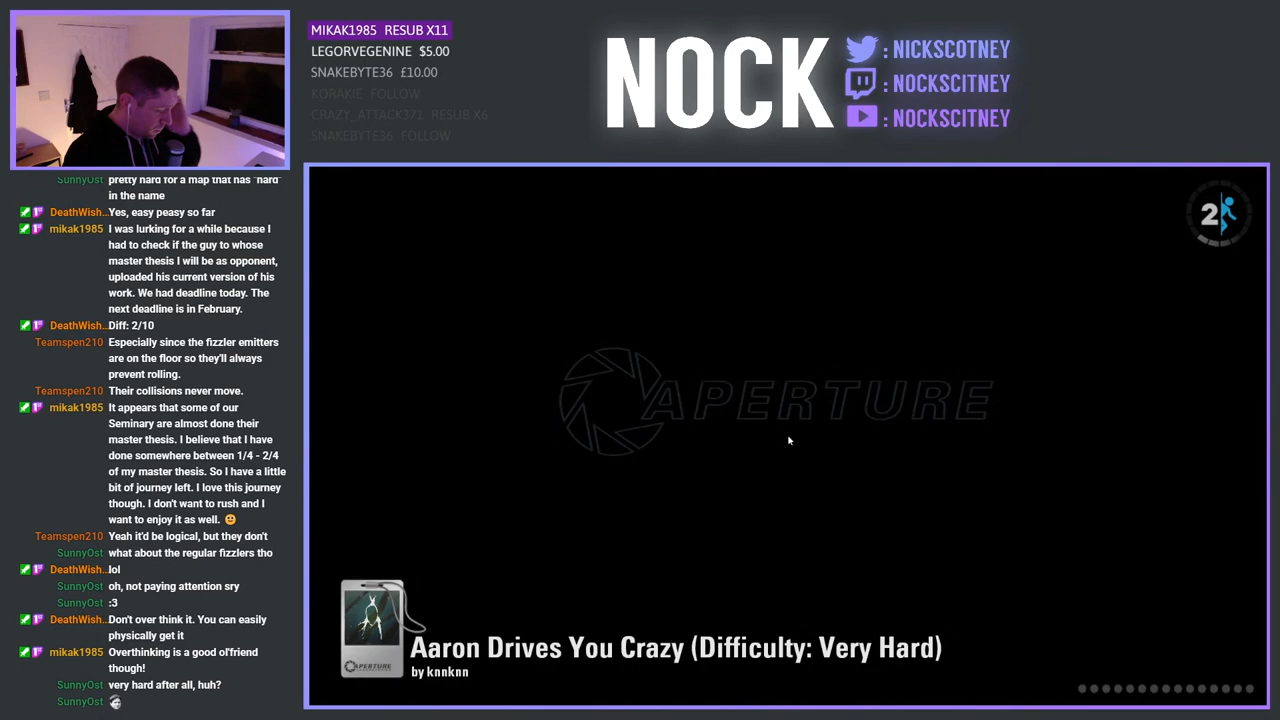 MIKAK1985 RESUB X11
LEGORVEGENINE $5.00
SNAKEBYTE36 £10.00
KORAKIE FOLLOW
CRAZY_ATTACK371 RESUB X6
SNAKEBYTE36 FOLLOW
NOCK
: NICKSCOTNEY
: NOCKSCITNEY
: NOCKSCITNEY
SunnyOst pretty hard for a map that has "hard"
in the name
DeathWish... Yes, easy peasy so far
mikak1985 I was lurking for a while because I
had to check if the guy to whose
master thesis I will be as opponent,
uploaded his current version of his
work. We had deadline today. The
next deadline is in February.
DeathWish... Diff: 2/10
Teamspen210 Especially since the fizzler emitters
are on the floor so they'll always
prevent rolling.
Teamspen210 Their collisions never move.
mikak1985 It appears that some of our
Seminary are almost done their
master thesis. I believe that I have
done somewhere between 1/4 - 2/4
of my master thesis. So I have a little
bit of journey left. I love this journey
though. I don't want to rush and I
want to enjoy it as well.
Teamspen210 Yeah it'd be logical, but they don't
SunnyOst what about the regular fizzlers tho
DeathWish... lol
SunnyOst oh, not paying attention sry
SunnyOst :3
DeathWish... Don't over think it. You can easily
physically get it
mikak1985 Overthinking is a good ol'friend
though!
SunnyOst very hard after all, huh?
SunnyOst
2
APERTURE
APERTURE
Aaron Drives You Crazy (Difficulty: Very Hard)
by knnknn